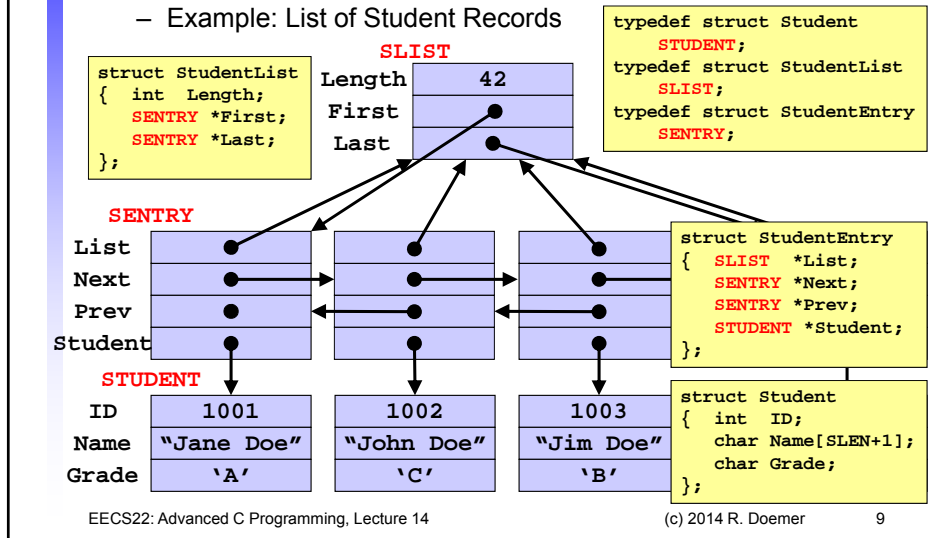 – Example: List of Student Records
typedef struct Student
STUDENT;
typedef struct StudentList
SLIST;
typedef struct StudentEntry
SENTRY;
struct StudentList
{ int Length;
SENTRY *First;
SENTRY *Last;
};
SLIST
Length 42
First
Last
SENTRY
List
Next
Prev
Student
struct StudentEntry
{ SLIST *List;
SENTRY *Next;
SENTRY *Prev;
STUDENT *Student;
};
STUDENT
ID 1001 1002 1003
Name “Jane Doe” “John Doe” “Jim Doe”
Grade ‘A’ ‘C’ ‘B’
struct Student
{ int ID;
char Name[SLEN+1];
char Grade;
};
EECS22: Advanced C Programming, Lecture 14 (c) 2014 R. Doemer 9